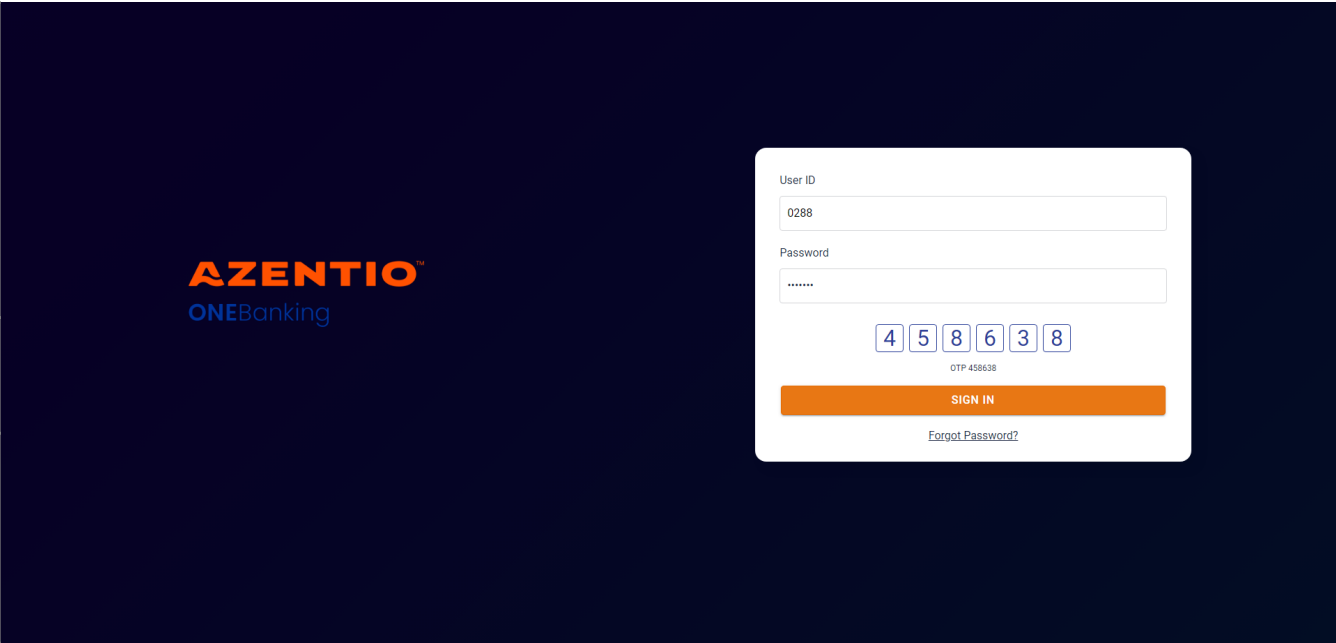 AZENTIO™
ONEBanking
User ID
0288
Password
•••••••
4 5 8 6 3 8
OTP 458638
SIGN IN
Forgot Password?